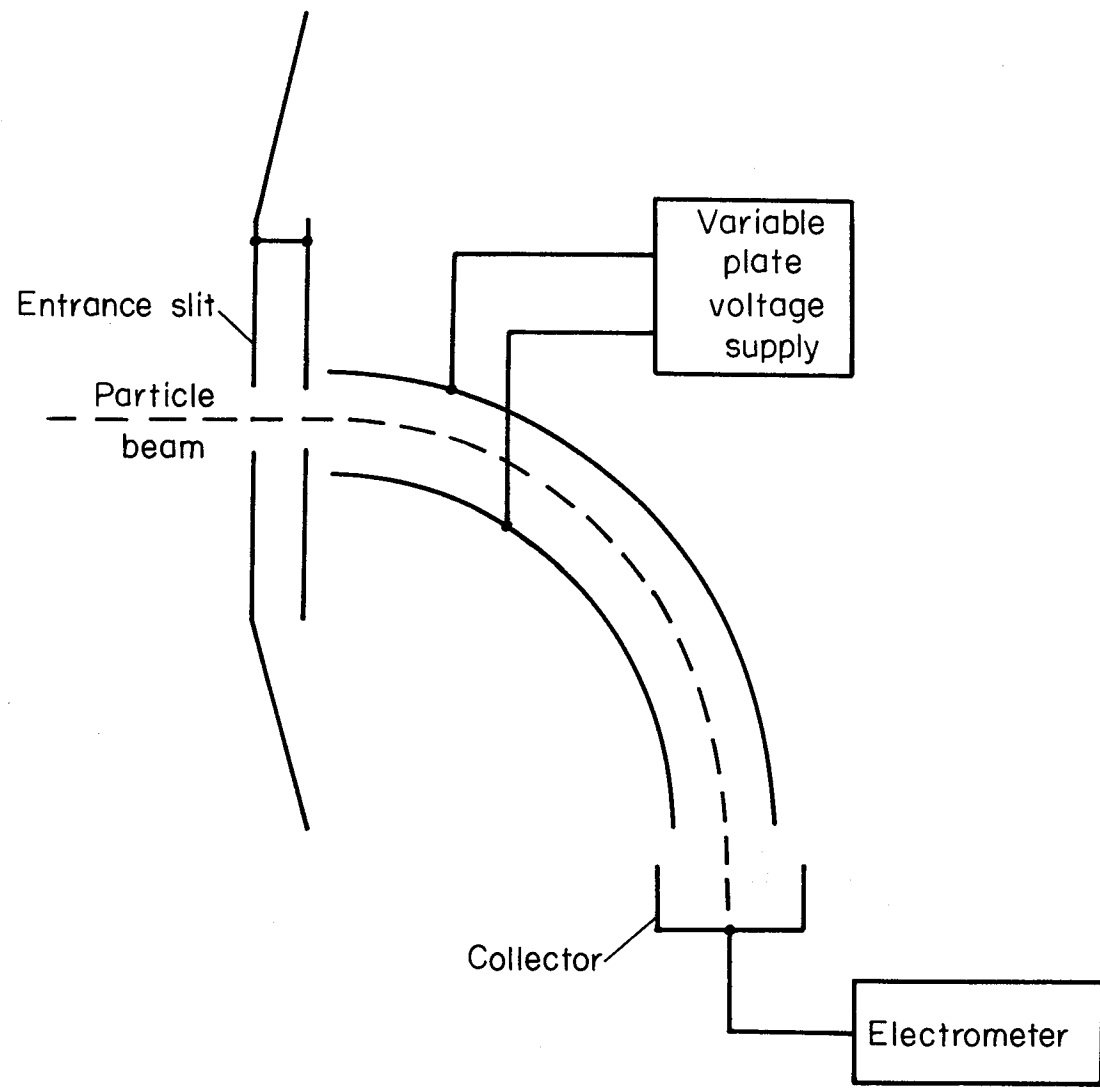 Variable
plate
voltage
supply
Entrance slit
Particle
beam
Collector
Electrometer